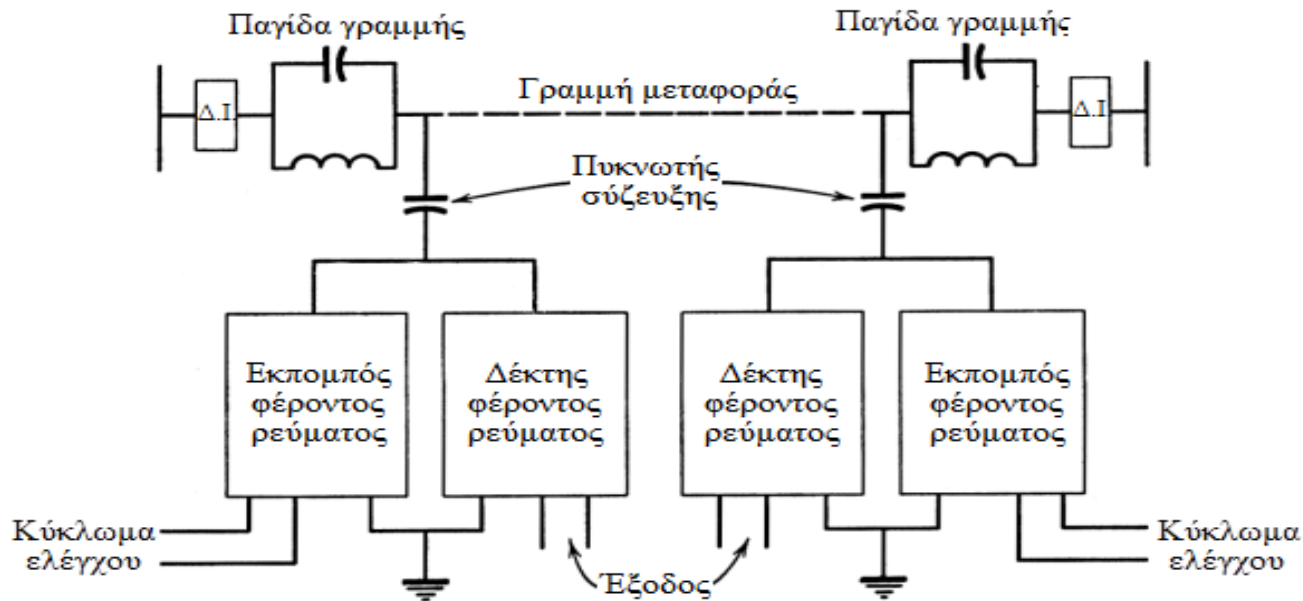 Παγίδα γραμμής
Παγίδα γραμμής
Δ.Ι.
Γραμμή μεταφοράς
Δ.Ι.
Πυκνωτής
σύζευξης
Εκπομπός
φέροντος
ρεύματος
Δέκτης
φέροντος
ρεύματος
Δέκτης
φέροντος
ρεύματος
Εκπομπός
φέροντος
ρεύματος
Κύκλωμα
ελέγχου
Έξοδος
Κύκλωμα
ελέγχου